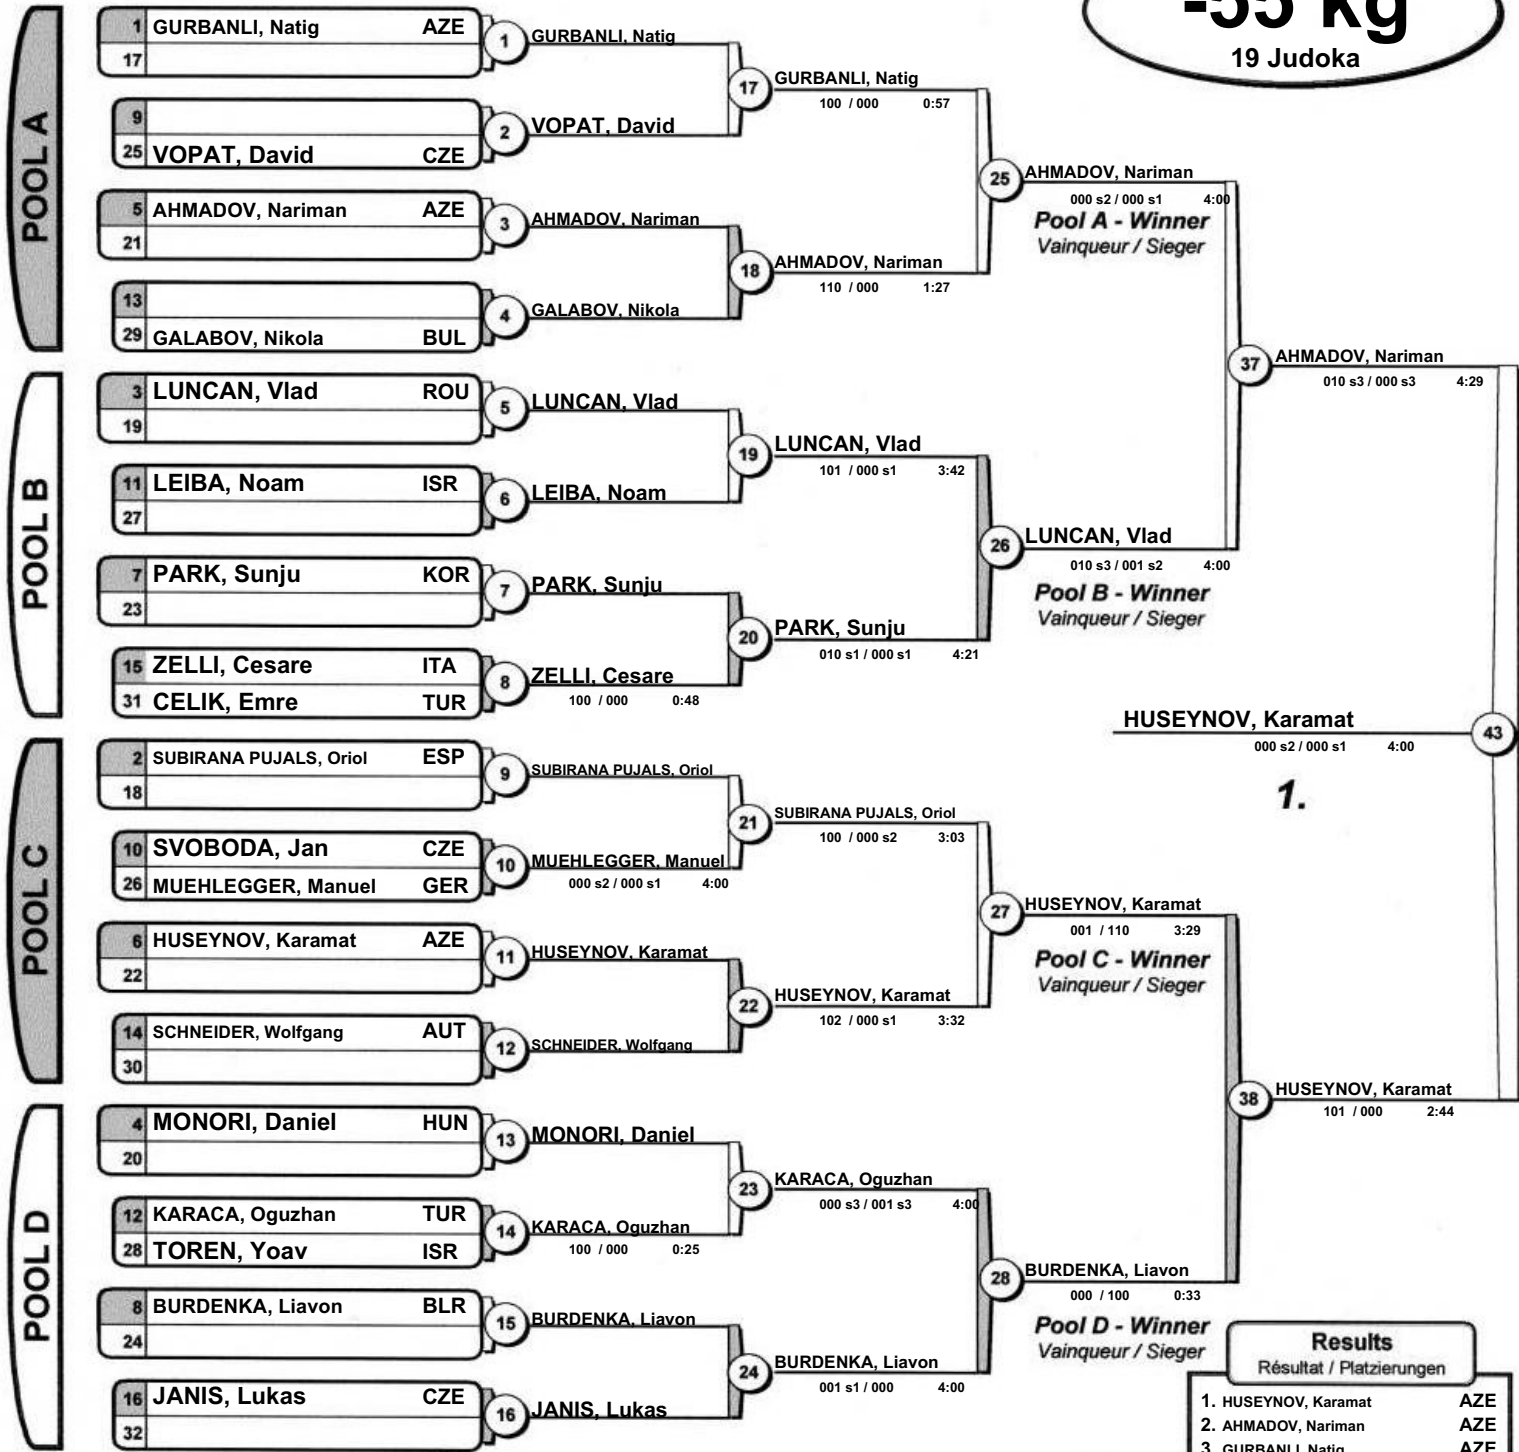 -55 kg
19 Judoka
POOL A
1 GURBANLI, Natig AZE
17
9
25 VOPAT, David CZE
5 AHMADOV, Nariman AZE
21
13
29 GALABOV, Nikola BUL
POOL B
3 LUNCAN, Vlad ROU
19
11 LEIBA, Noam ISR
27
7 PARK, Sunju KOR
23
15 ZELLI, Cesare ITA
31 CELIK, Emre TUR
POOL C
2 SUBIRANA PUJALS, Oriol ESP
18
10 SVOBODA, Jan CZE
26 MUEHLEGGER, Manuel GER
6 HUSEYNOV, Karamat AZE
22
14 SCHNEIDER, Wolfgang AUT
30
POOL D
4 MONORI, Daniel HUN
20
12 KARACA, Oguzhan TUR
28 TOREN, Yoav ISR
8 BURDENKA, Liavon BLR
24
16 JANIS, Lukas CZE
32
1 GURBANLI, Natig
2 VOPAT, David
3 AHMADOV, Nariman
4 GALABOV, Nikola
5 LUNCAN, Vlad
6 LEIBA, Noam
7 PARK, Sunju
8 ZELLI, Cesare
100 / 000 0:48
9 SUBIRANA PUJALS, Oriol
10 MUEHLEGGER, Manuel
000 s2 / 000 s1 4:00
11 HUSEYNOV, Karamat
12 SCHNEIDER, Wolfgang
13 MONORI, Daniel
14 KARACA, Oguzhan
100 / 000 0:25
15 BURDENKA, Liavon
16 JANIS, Lukas
17 GURBANLI, Natig
100 / 000 0:57
18 AHMADOV, Nariman
110 / 000 1:27
19 LUNCAN, Vlad
101 / 000 s1 3:42
20 PARK, Sunju
010 s1 / 000 s1 4:21
21 SUBIRANA PUJALS, Oriol
100 / 000 s2 3:03
22 HUSEYNOV, Karamat
102 / 000 s1 3:32
23 KARACA, Oguzhan
000 s3 / 001 s3 4:00
24 BURDENKA, Liavon
001 s1 / 000 4:00
25 AHMADOV, Nariman
000 s2 / 000 s1 4:00
Pool A - Winner
Vainqueur / Sieger
26 LUNCAN, Vlad
010 s3 / 001 s2 4:00
Pool B - Winner
Vainqueur / Sieger
27 HUSEYNOV, Karamat
001 / 110 3:29
Pool C - Winner
Vainqueur / Sieger
28 BURDENKA, Liavon
000 / 100 0:33
Pool D - Winner
Vainqueur / Sieger
37 AHMADOV, Nariman
010 s3 / 000 s3 4:29
38 HUSEYNOV, Karamat
101 / 000 2:44
HUSEYNOV, Karamat 43
000 s2 / 000 s1 4:00
1.
Results
Résultat / Platzierungen
1. HUSEYNOV, Karamat AZE
2. AHMADOV, Nariman AZE
3. GURBANLI, Natig AZE